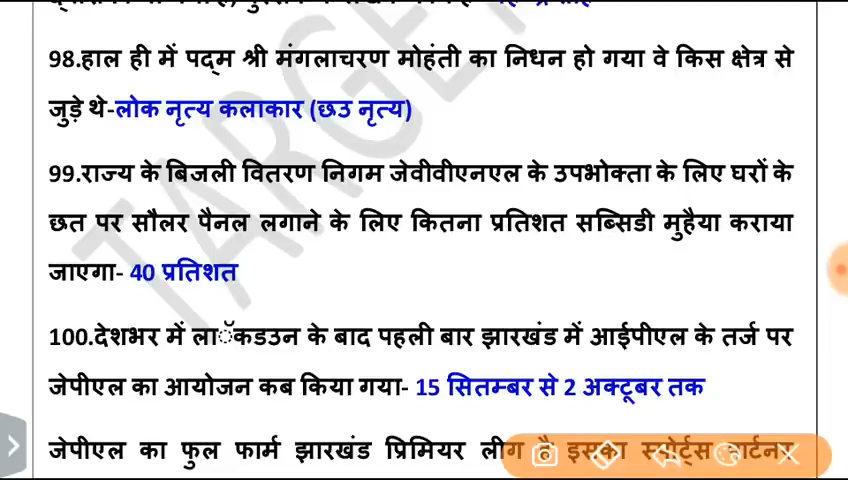 98.हाल ही में पद्म श्री मंगलाचरण मोहंती का निधन हो गया वे किस क्षेत्र से
जुड़े थे-लोक नृत्य कलाकार (छउ नृत्य)
99.राज्य के बिजली वितरण निगम जेवीवीएनएल के उपभोक्ता के लिए घरों के
छत पर सौलर पैनल लगाने के लिए कितना प्रतिशत सब्सिडी मुहैया कराया
जाएगा- 40 प्रतिशत
100.देशभर में लाॅकडउन के बाद पहली बार झारखंड में आईपीएल के तर्ज पर
जेपीएल का आयोजन कब किया गया- 15 सितम्बर से 2 अक्टूबर तक
जेपीएल का फुल फार्म झारखंड प्रिमियर लीग है इसका स्पोर्ट्स
TARGET